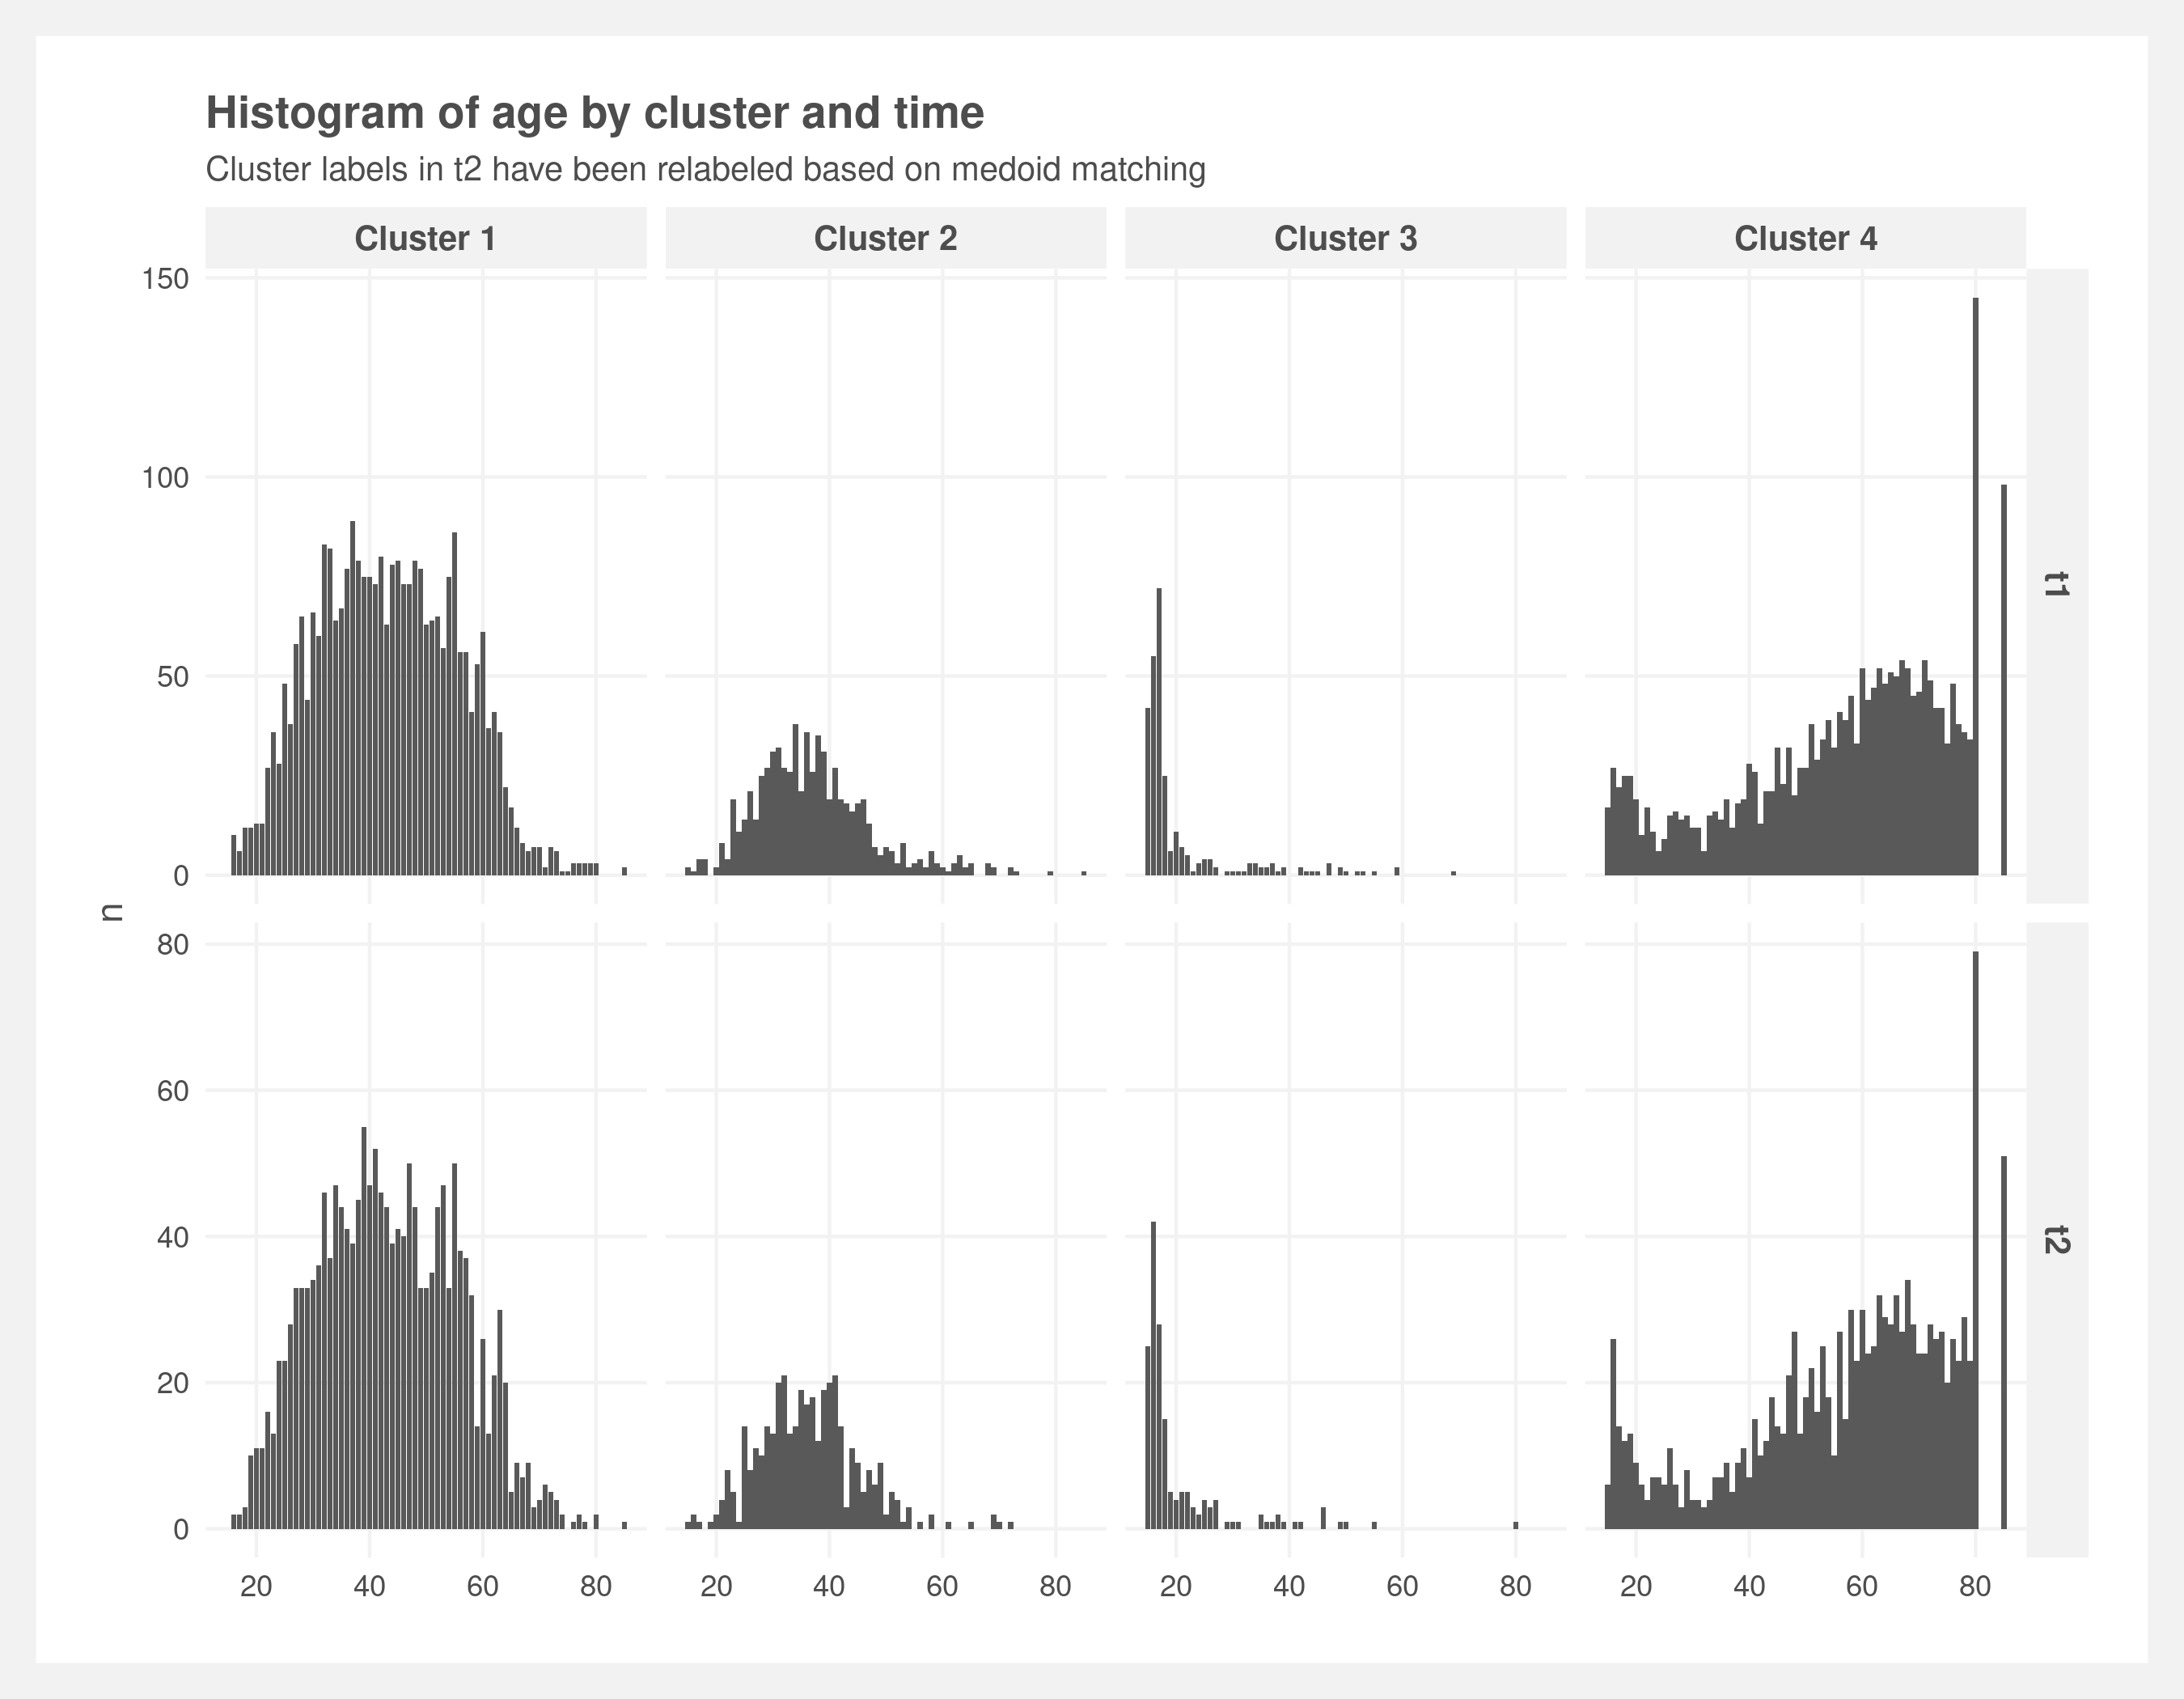 Histogram of age by cluster and time
Cluster labels in t2 have been relabeled based on medoid matching
Cluster 1 Cluster 2 Cluster 3 Cluster 4
150
100
50
0
t1
n
80
60
40
20
0
t2
20 40 60 80 20 40 60 80 20 40 60 80 20 40 60 80